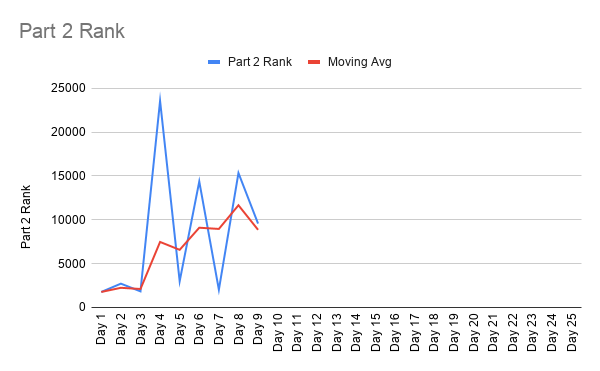 Part 2 Rank
Part 2 Rank
Moving Avg
Part 2 Rank
25000
20000
15000
10000
5000
0
Day 1
Day 2
Day 3
Day 4
Day 5
Day 6
Day 7
Day 8
Day 9
Day 10
Day 11
Day 12
Day 13
Day 14
Day 15
Day 16
Day 17
Day 18
Day 19
Day 20
Day 21
Day 22
Day 23
Day 24
Day 25